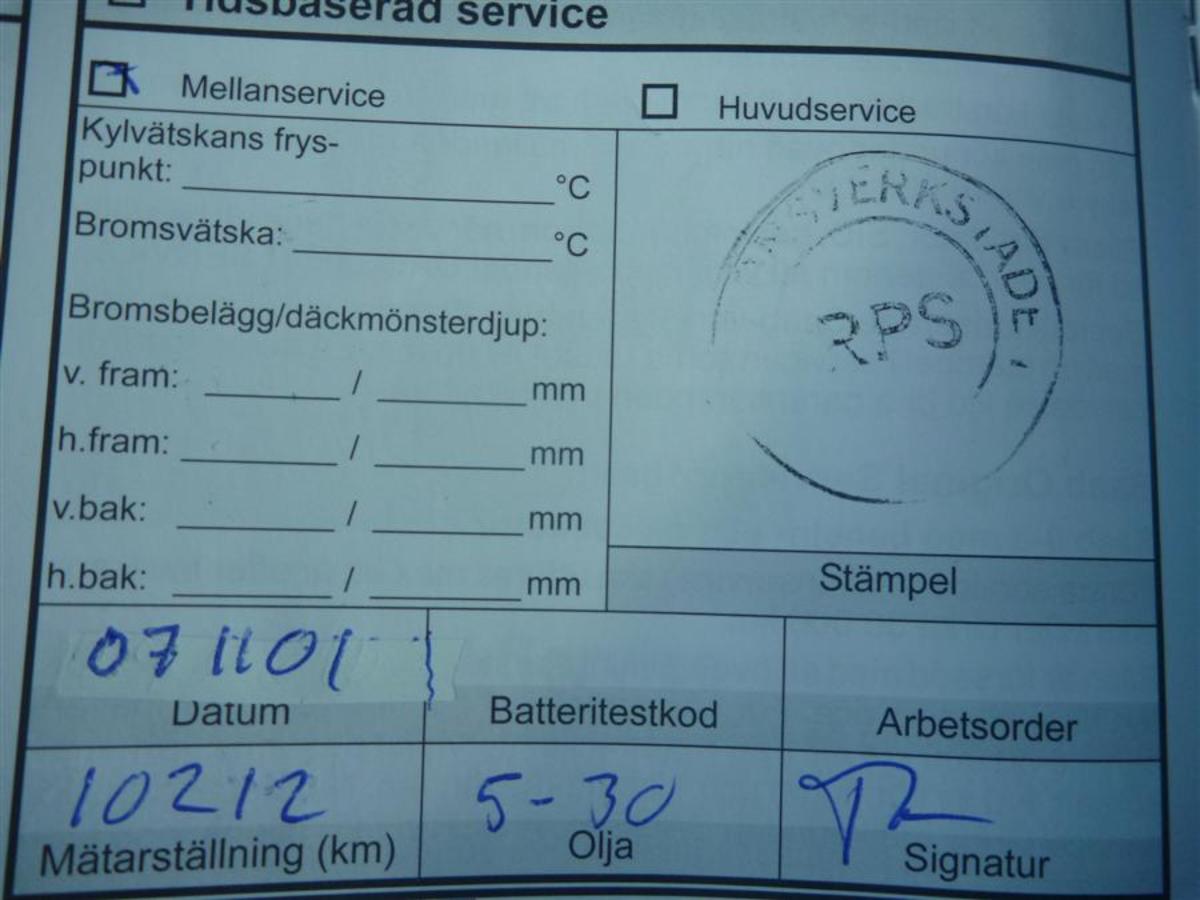 service
Mellanservice
Huvudservice
Kylvätskans frys-
punkt: °C
Bromsvätska: °C
Bromsbelägg/däckmönsterdjup:
v. fram: / mm
h.fram: / mm
v.bak: / mm
h.bak: / mm
RPS
Stämpel
071101
Datum
Batteritestkod
Arbetsorder
10212
Mätarställning (km)
5-30
Olja
Signatur